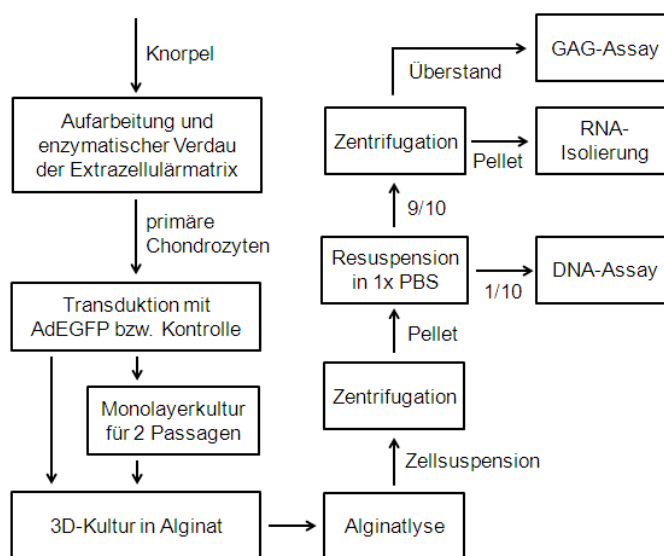 Knorpel
Aufarbeitung und
enzymatischer Verdau
der Extrazellulärmatrix
primäre
Chondrozyten
Transduktion mit
AdEGFP bzw. Kontrolle
Monolayerkultur
für 2 Passagen
3D-Kultur in Alginat
Alginatlyse
Zellsuspension
Zentrifugation
Pellet
Resuspension
in 1x PBS
1/10
DNA-Assay
9/10
Zentrifugation
Pellet
RNA-
Isolierung
Überstand
GAG-Assay